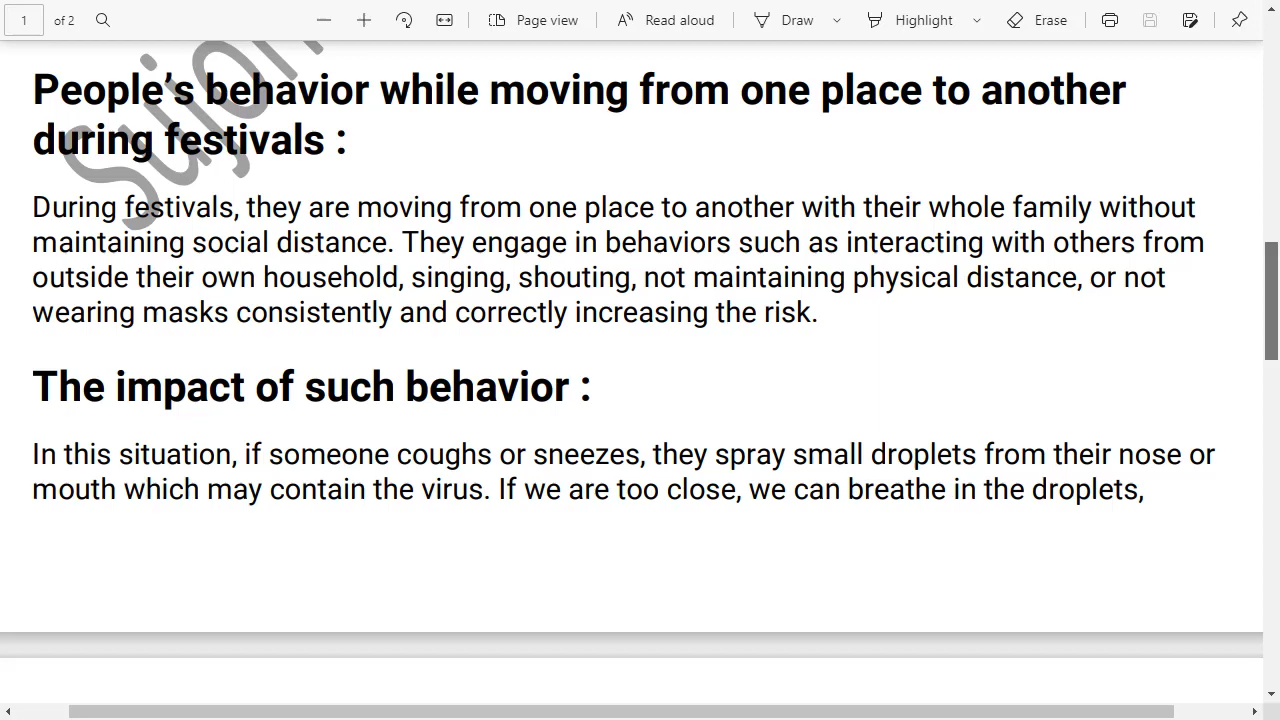 1 of 2 Page view Read aloud Draw Highlight Erase
People’s behavior while moving from one place to another
during festivals :
During festivals, they are moving from one place to another with their whole family without
maintaining social distance. They engage in behaviors such as interacting with others from
outside their own household, singing, shouting, not maintaining physical distance, or not
wearing masks consistently and correctly increasing the risk.
The impact of such behavior :
In this situation, if someone coughs or sneezes, they spray small droplets from their nose or
mouth which may contain the virus. If we are too close, we can breathe in the droplets,